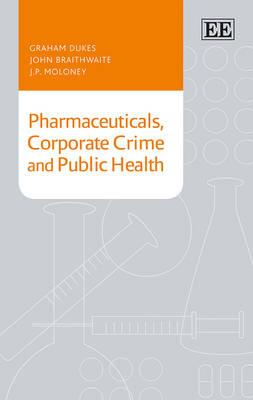 GRAHAM DUKES
JOHN BRAITHWAITE
J.P. MOLONEY
EE
Pharmaceuticals,
Corporate Crime
and Public Health